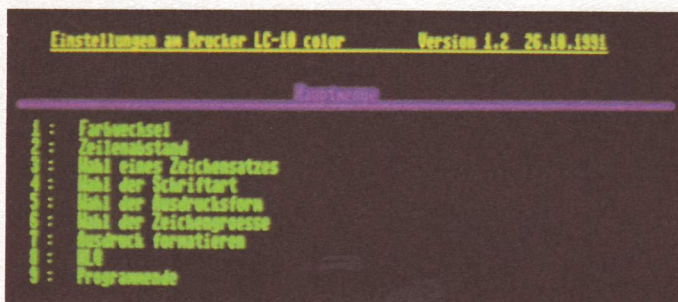 Einstellungen am Drucker LC-10 color Version 1.2 26.10.1991
Hauptmenue
1 :: Farbwechsel
2 :: Zeilenabstand
3 :: Wahl eines Zeichensatzes
4 :: Wahl der Schriftart
5 :: Wahl der Ausdrucksform
6 :: Wahl der Zeichengroesse
7 :: Ausdruck formatieren
8 :: NLQ
9 :: Programmende